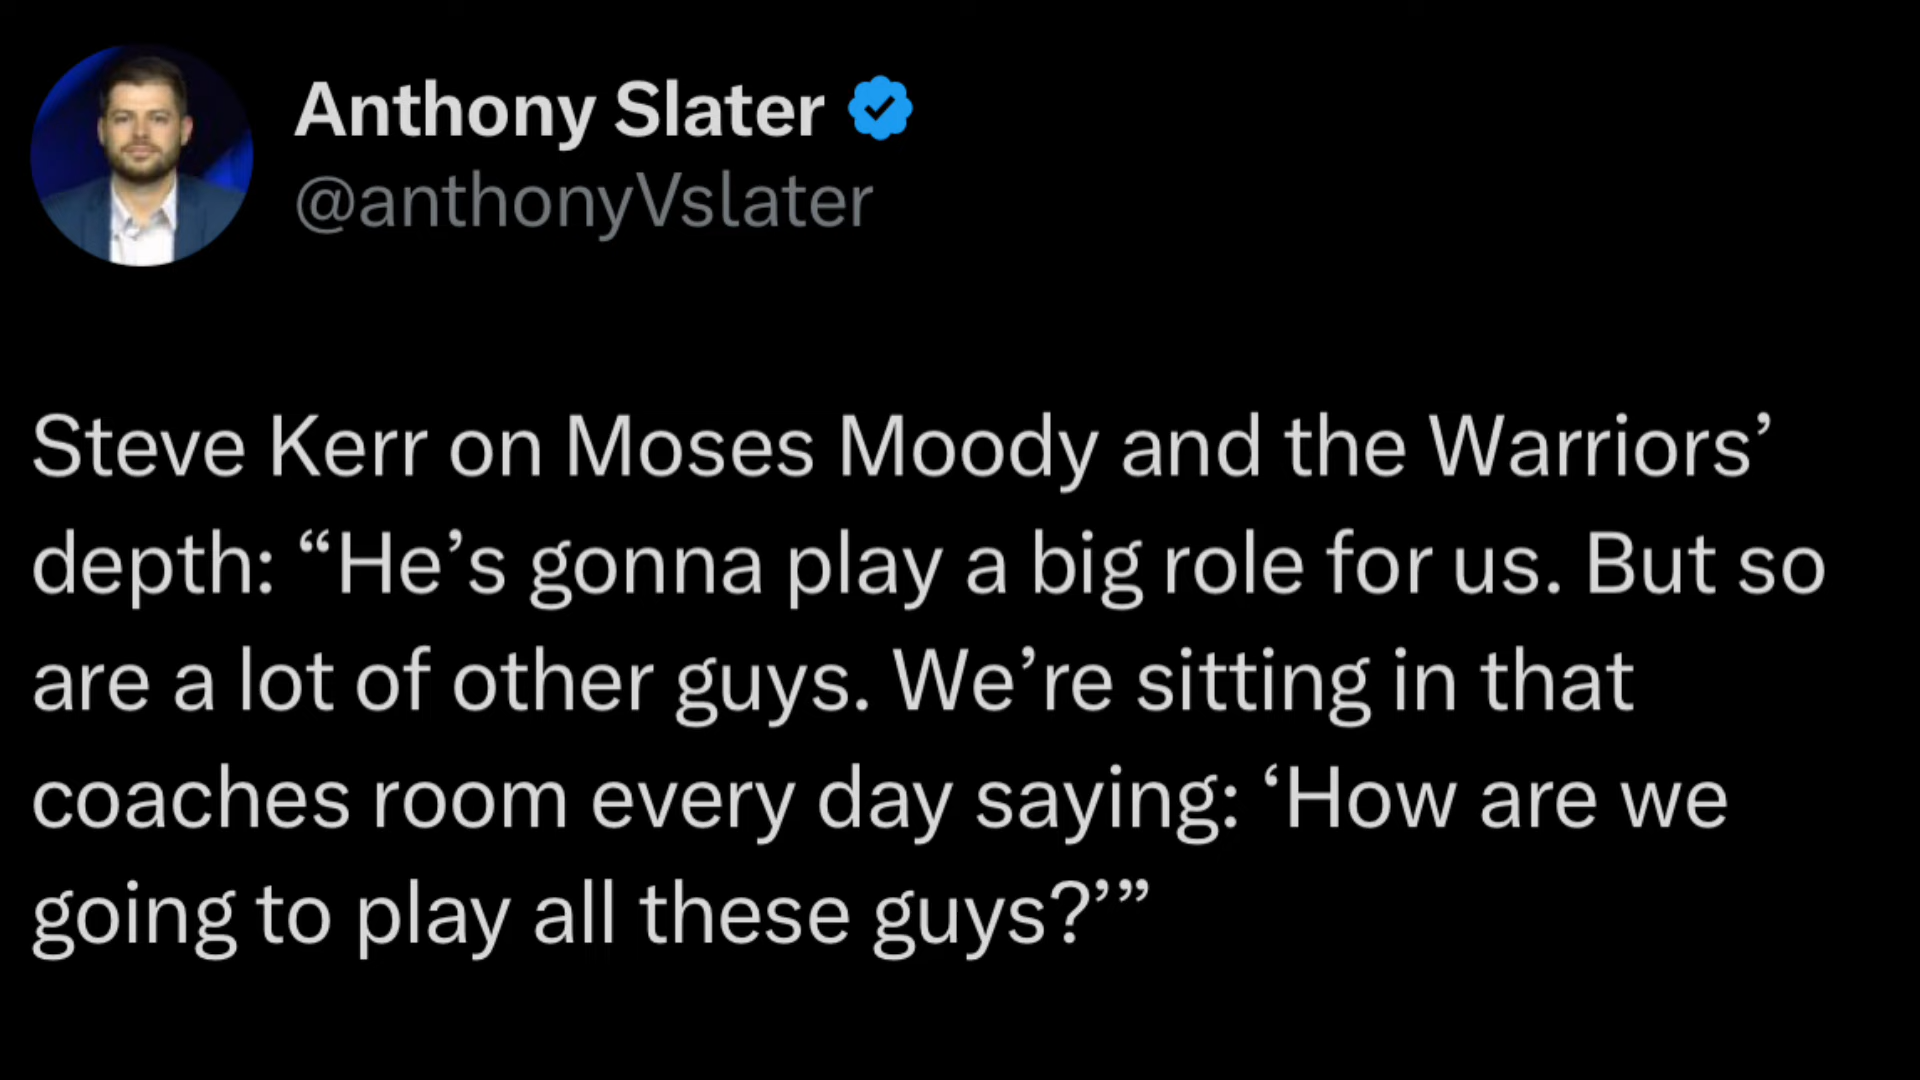 Anthony Slater
@anthonyVslater
Steve Kerr on Moses Moody and the Warriors’
depth: “He’s gonna play a big role for us. But so
are a lot of other guys. We’re sitting in that
coaches room every day saying: ‘How are we
going to play all these guys?’”